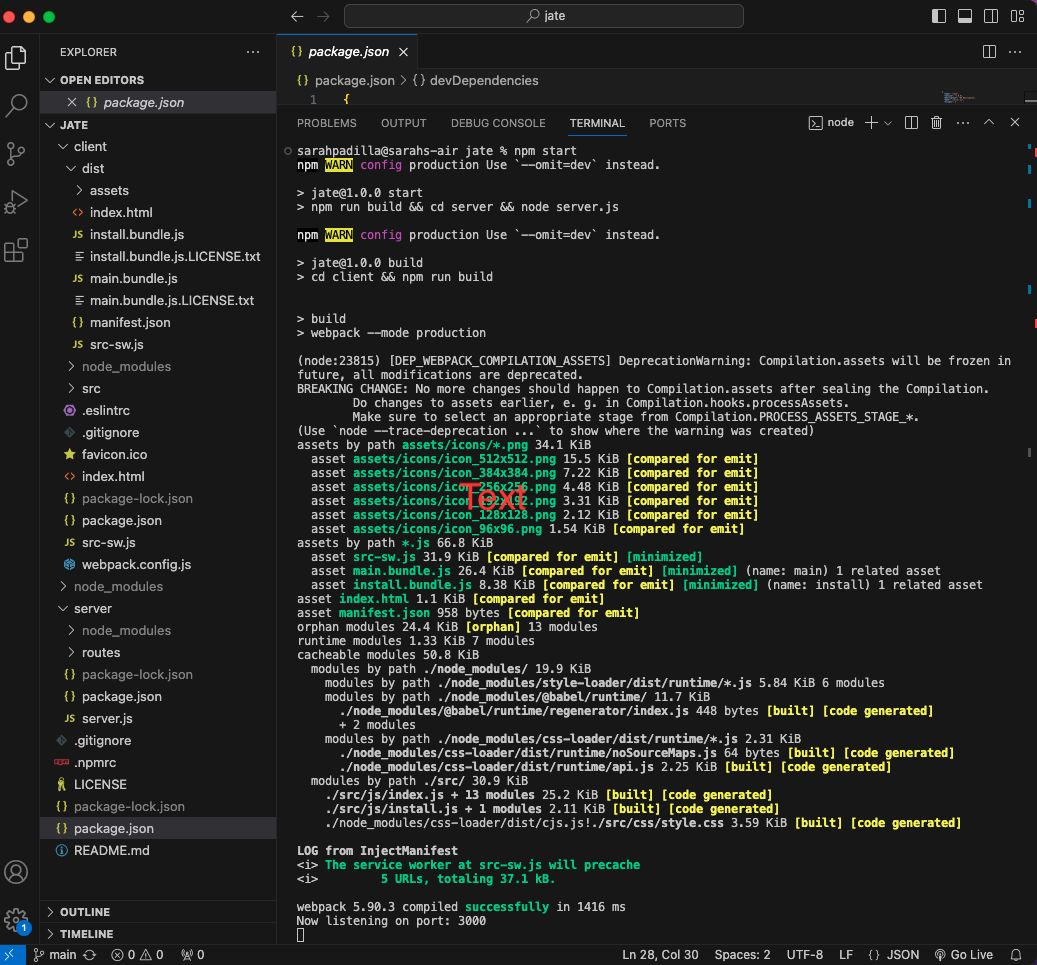 jate
EXPLORER
OPEN EDITORS
package.json
JATE
client
dist
assets
index.html
JS install.bundle.js
install.bundle.js.LICENSE.txt
JS main.bundle.js
main.bundle.js.LICENSE.txt
{} manifest.json
JS src-sw.js
node_modules
src
.eslintrc
.gitignore
favicon.ico
index.html
{} package-lock.json
{} package.json
JS src-sw.js
webpack.config.js
node_modules
server
node_modules
routes
{} package-lock.json
{} package.json
JS server.js
.gitignore
.npmrc
LICENSE
{} package-lock.json
{} package.json
README.md
OUTLINE
TIMELINE
1
{} package.json
{} package.json > {} devDependencies
1 {
PROBLEMS OUTPUT DEBUG CONSOLE TERMINAL PORTS node
sarahpadilla@sarahs-air jate % npm start
npm WARN config production Use `--omit=dev` instead.
> jate@1.0.0 start
> npm run build && cd server && node server.js
npm WARN config production Use `--omit=dev` instead.
> jate@1.0.0 build
> cd client && npm run build
> build
> webpack --mode production
(node:23815) [DEP_WEBPACK_COMPILATION_ASSETS] DeprecationWarning: Compilation.assets will be frozen in
future, all modifications are deprecated.
BREAKING CHANGE: No more changes should happen to Compilation.assets after sealing the Compilation.
Do changes to assets earlier, e. g. in Compilation.hooks.processAssets.
Make sure to select an appropriate stage from Compilation.PROCESS_ASSETS_STAGE_*.
(Use `node --trace-deprecation ...` to show where the warning was created)
assets by path assets/icons/*.png 34.1 KiB
asset assets/icons/icon_512x512.png 15.5 KiB [compared for emit]
asset assets/icons/icon_384x384.png 7.22 KiB [compared for emit]
asset assets/icons/icon_256x256.png 4.48 KiB [compared for emit]
Text
asset assets/icons/icon_192x192.png 3.31 KiB [compared for emit]
asset assets/icons/icon_128x128.png 2.12 KiB [compared for emit]
asset assets/icons/icon_96x96.png 1.54 KiB [compared for emit]
assets by path *.js 66.8 KiB
asset src-sw.js 31.9 KiB [compared for emit] [minimized]
asset main.bundle.js 26.4 KiB [compared for emit] [minimized] (name: main) 1 related asset
asset install.bundle.js 8.38 KiB [compared for emit] [minimized] (name: install) 1 related asset
asset index.html 1.1 KiB [compared for emit]
asset manifest.json 958 bytes [compared for emit]
orphan modules 24.4 KiB [orphan] 13 modules
runtime modules 1.33 KiB 7 modules
cacheable modules 50.8 KiB
modules by path ./node_modules/ 19.9 KiB
modules by path ./node_modules/style-loader/dist/runtime/*.js 5.84 KiB 6 modules
modules by path ./node_modules/@babel/runtime/ 11.7 KiB
./node_modules/@babel/runtime/regenerator/index.js 448 bytes [built] [code generated]
+ 2 modules
modules by path ./node_modules/css-loader/dist/runtime/*.js 2.31 KiB
./node_modules/css-loader/dist/runtime/noSourceMaps.js 64 bytes [built] [code generated]
./node_modules/css-loader/dist/runtime/api.js 2.25 KiB [built] [code generated]
modules by path ./src/ 30.9 KiB
./src/js/index.js + 13 modules 25.2 KiB [built] [code generated]
./src/js/install.js + 1 modules 2.11 KiB [built] [code generated]
./node_modules/css-loader/dist/cjs.js!./src/css/style.css 3.59 KiB [built] [code generated]
LOG from InjectManifest
<i> The service worker at src-sw.js will precache
<i> 5 URLs, totaling 37.1 kB.
webpack 5.90.3 compiled successfully in 1416 ms
Now listening on port: 3000
main 0 0 0 Ln 28, Col 30 Spaces: 2 UTF-8 LF {} JSON Go Live